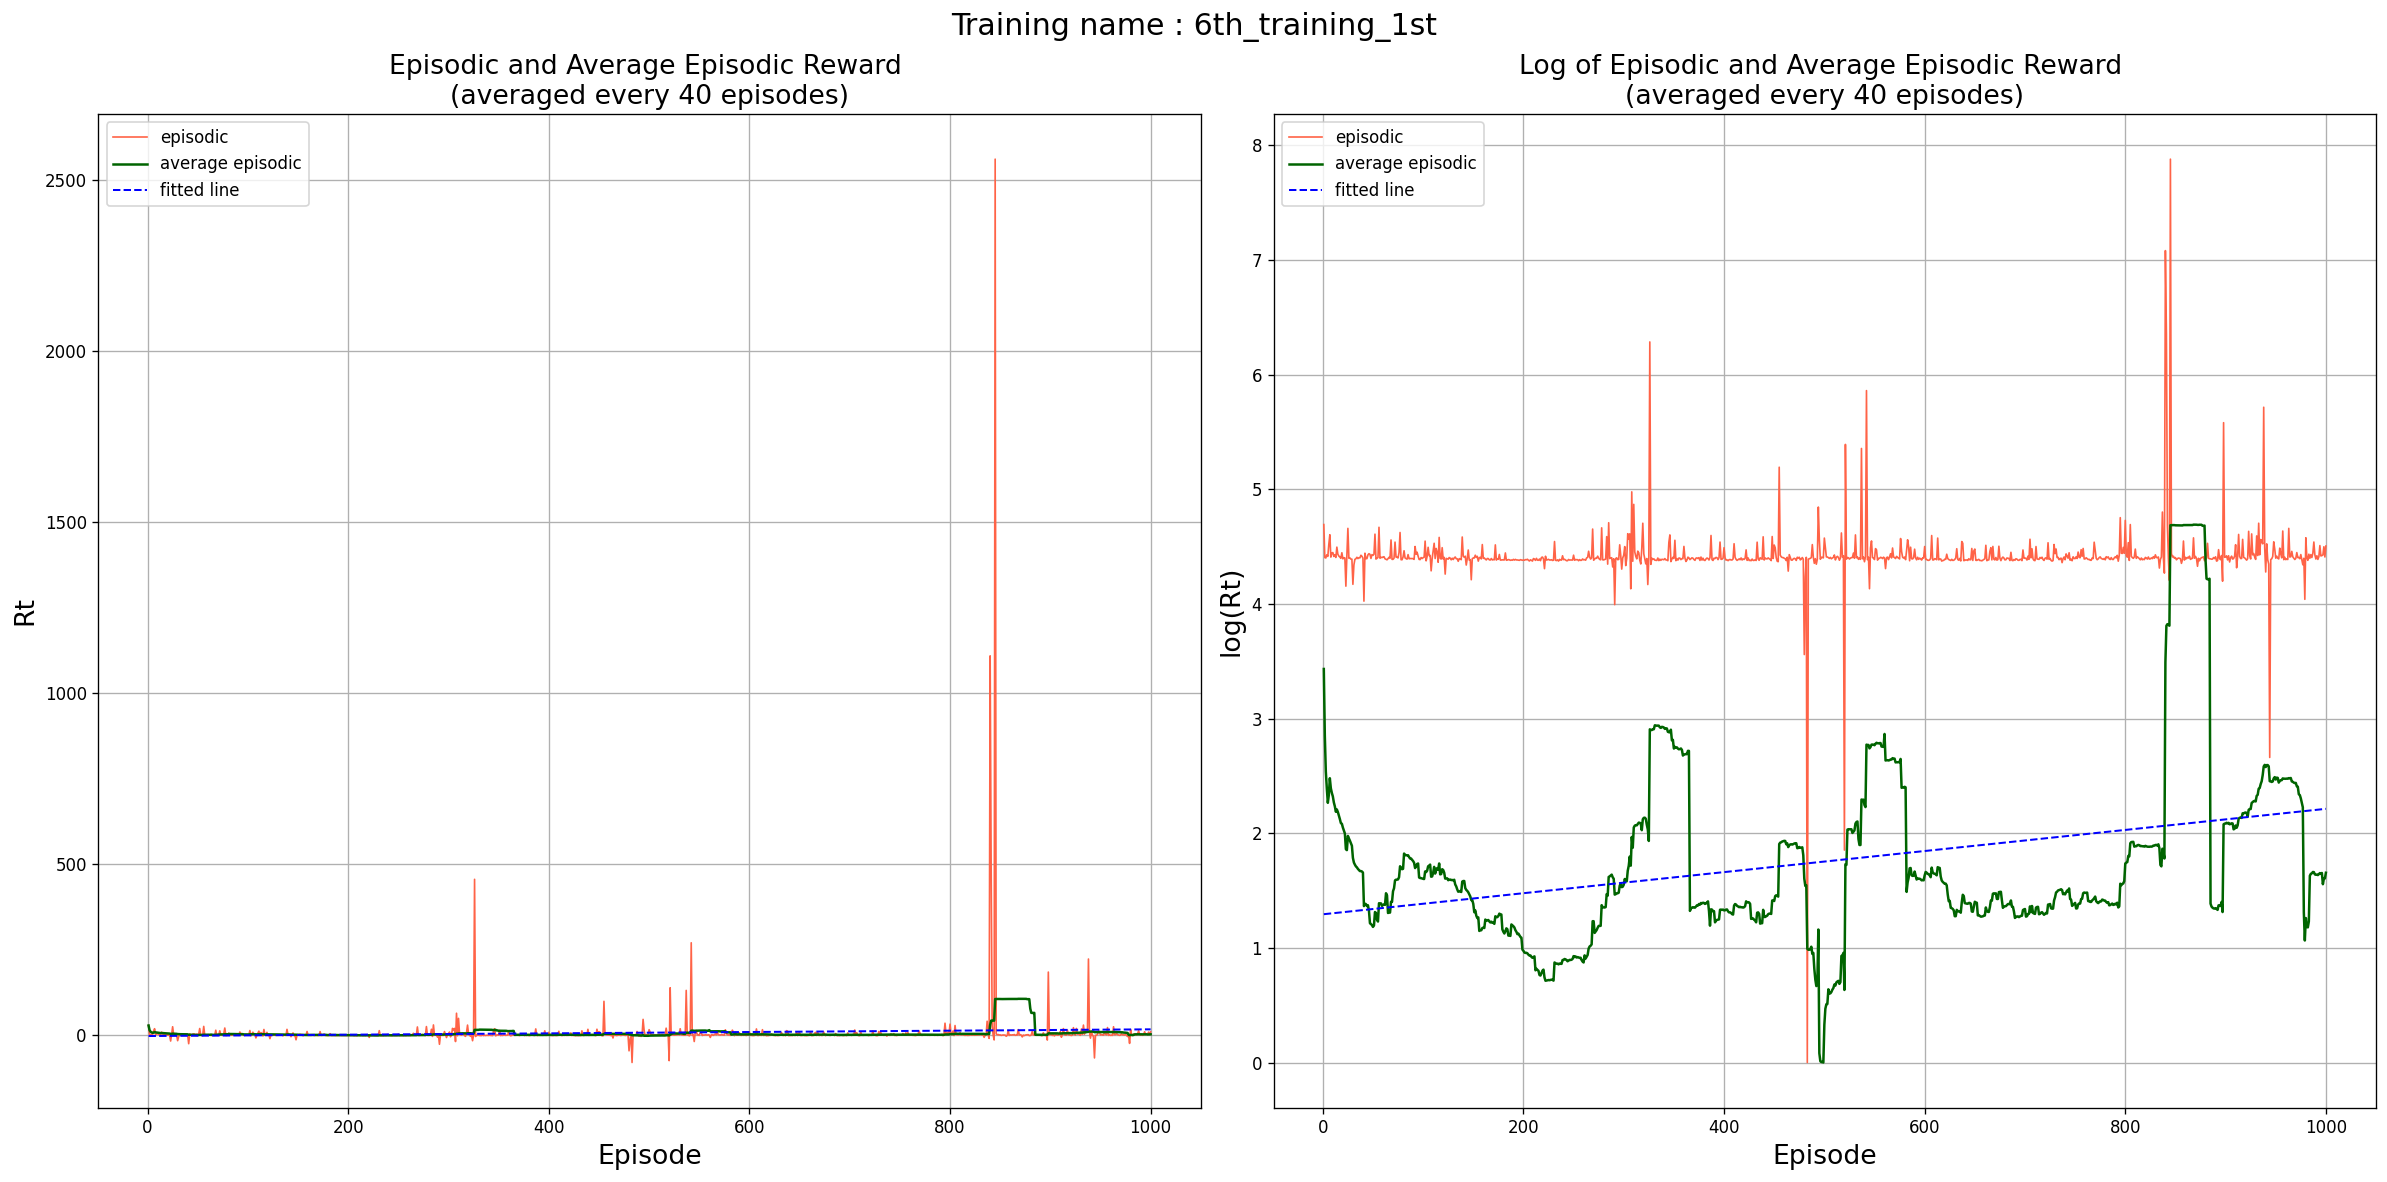 Training name : 6th_training_1st
Episodic and Average Episodic Reward
(averaged every 40 episodes)
episodic
average episodic
fitted line
2500
2000
1500
1000
500
0
Rt
0 200 400 600 800 1000
Episode
Log of Episodic and Average Episodic Reward
(averaged every 40 episodes)
episodic
average episodic
fitted line
8
7
6
5
4
3
2
1
0
log(Rt)
0 200 400 600 800 1000
Episode